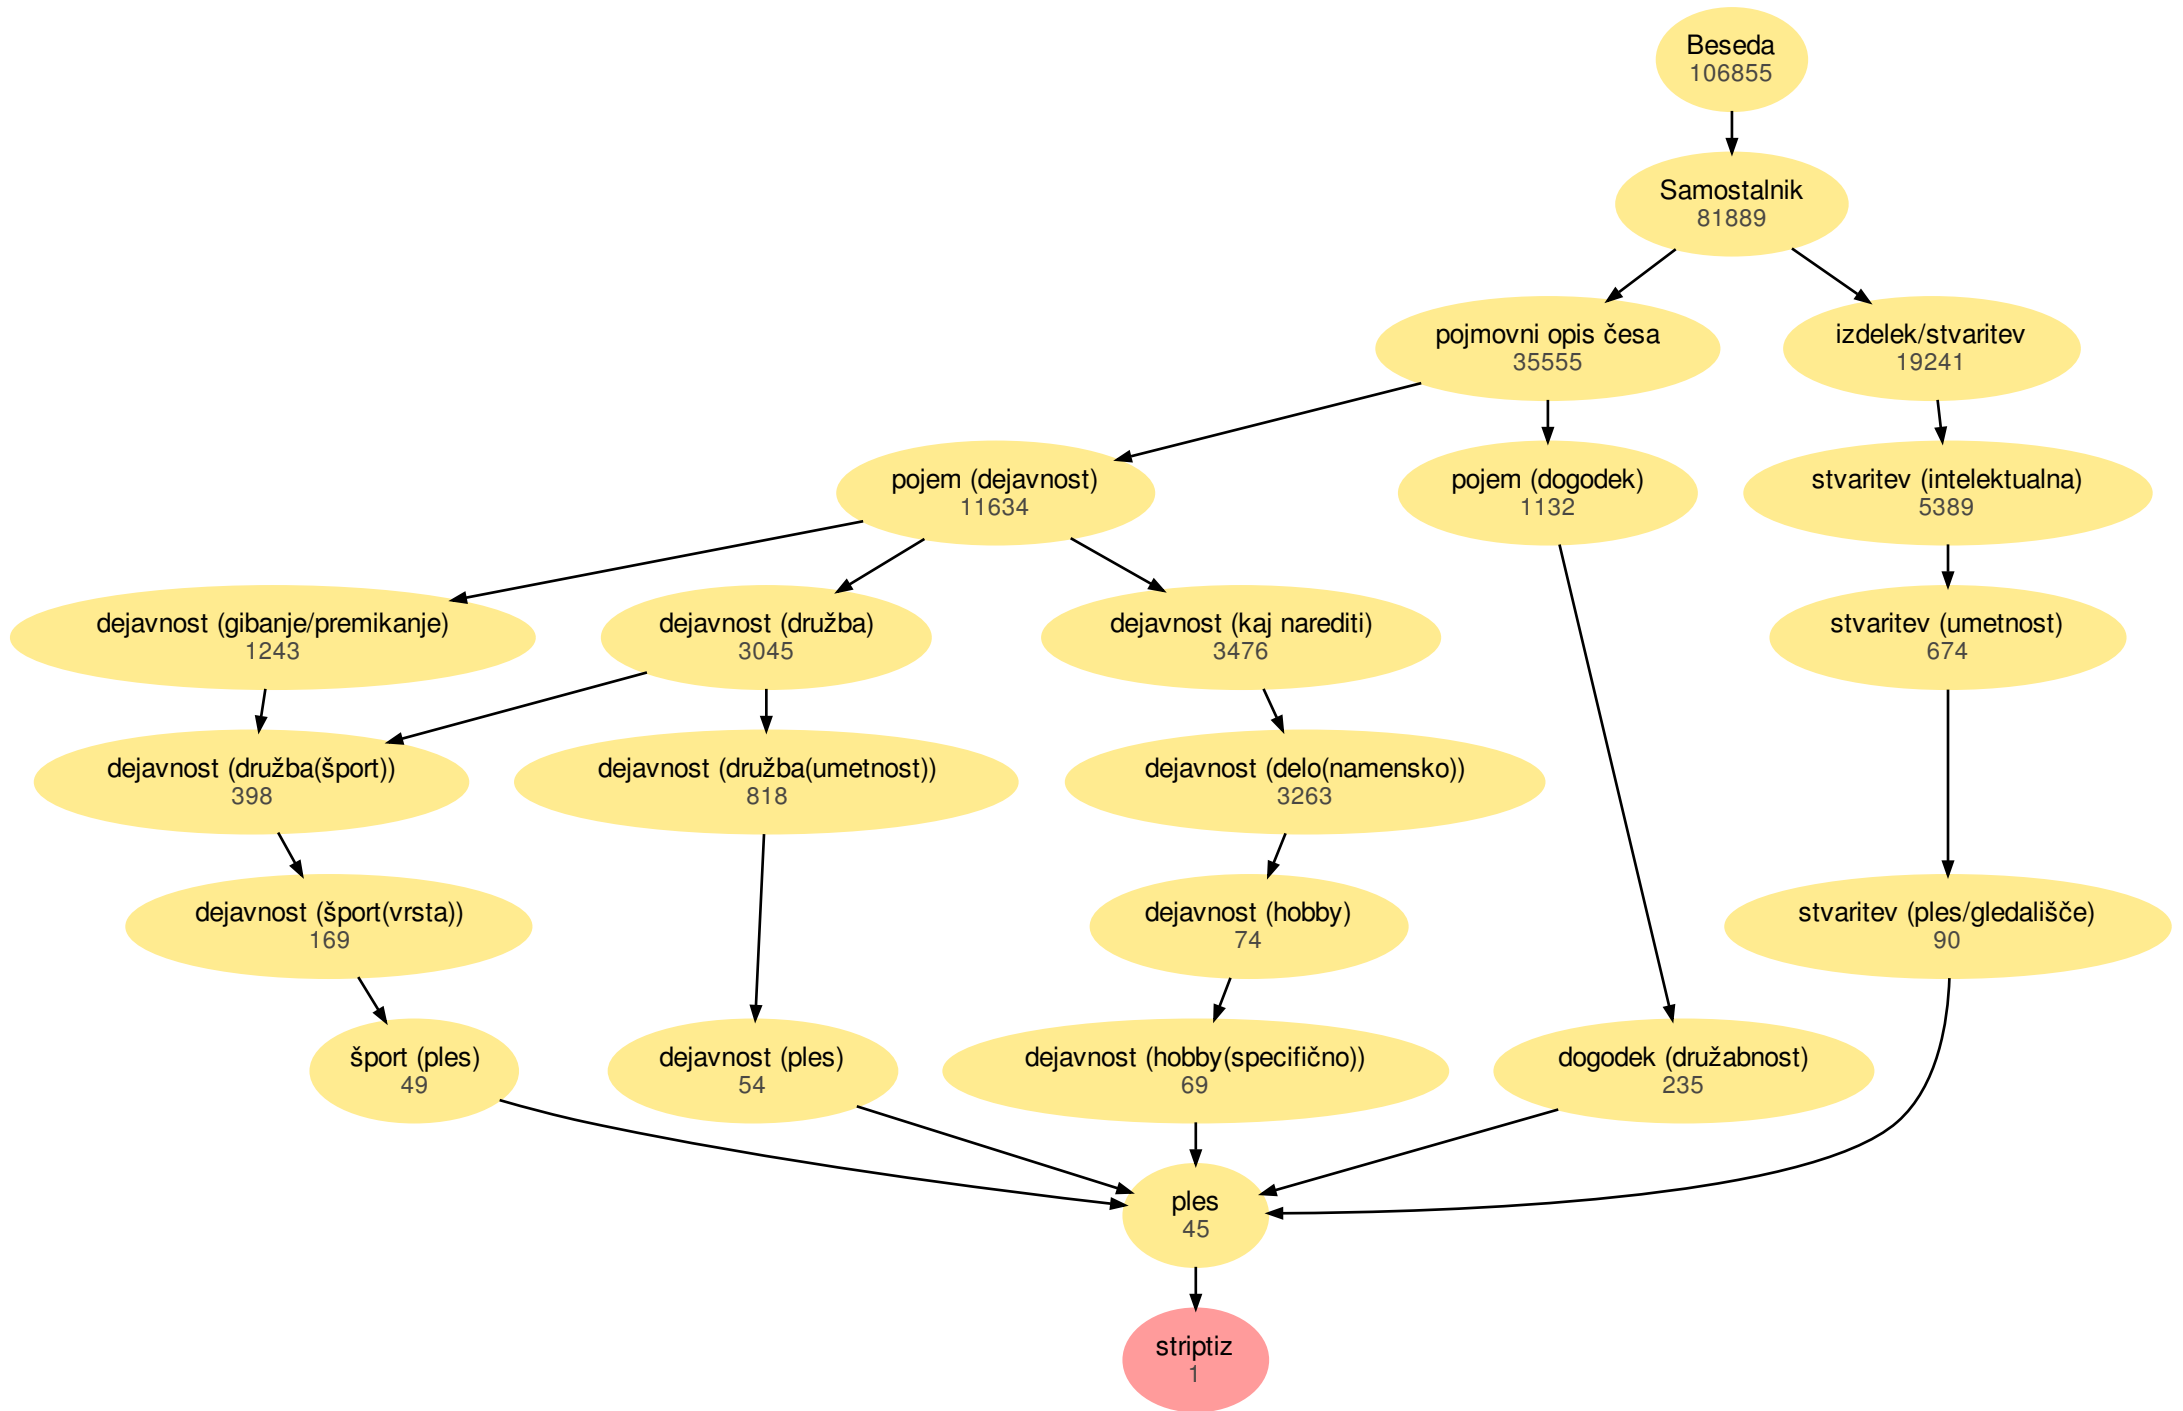 Beseda
106855
Samostalnik
81889
pojmovni opis česa
35555
izdelek/stvaritev
19241
pojem (dejavnost)
11634
pojem (dogodek)
1132
stvaritev (intelektualna)
5389
dejavnost (gibanje/premikanje)
1243
dejavnost (družba)
3045
dejavnost (kaj narediti)
3476
stvaritev (umetnost)
674
dejavnost (družba(šport))
398
dejavnost (družba(umetnost))
818
dejavnost (delo(namensko))
3263
dejavnost (šport(vrsta))
169
dejavnost (hobby)
74
stvaritev (ples/gledališče)
90
šport (ples)
49
dejavnost (ples)
54
dejavnost (hobby(specifično))
69
dogodek (družabnost)
235
ples
45
striptiz
1